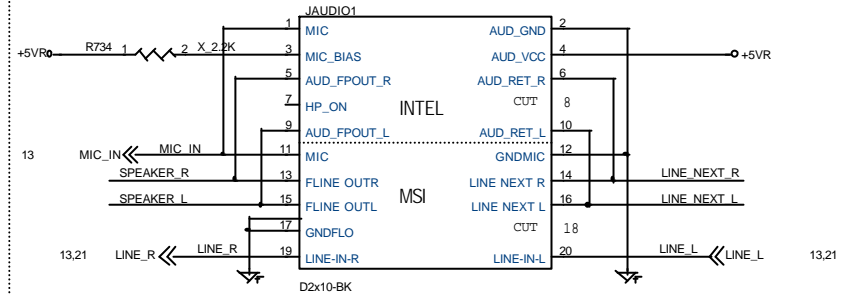 JAUDIO1
1 MIC AUD_GND 2
+5VR R734 1 2 X_2.2K 3 MIC_BIAS AUD_VCC 4 +5VR
5 AUD_FPOUT_R AUD_RET_R 6
7 HP_ON INTEL CUT 8
9 AUD_FPOUT_L AUD_RET_L 10
13 MIC_IN MIC_IN 11 MIC GNDMIC 12
SPEAKER_R 13 FLINE OUTR LINE NEXT R 14 LINE_NEXT_R
SPEAKER_L 15 FLINE OUTL MSI LINE NEXT L 16 LINE_NEXT_L
17 GNDFLO CUT 18
13,21 LINE_R LINE_R 19 LINE-IN-R LINE-IN-L 20 LINE_L LINE_L 13,21
D2x10-BK